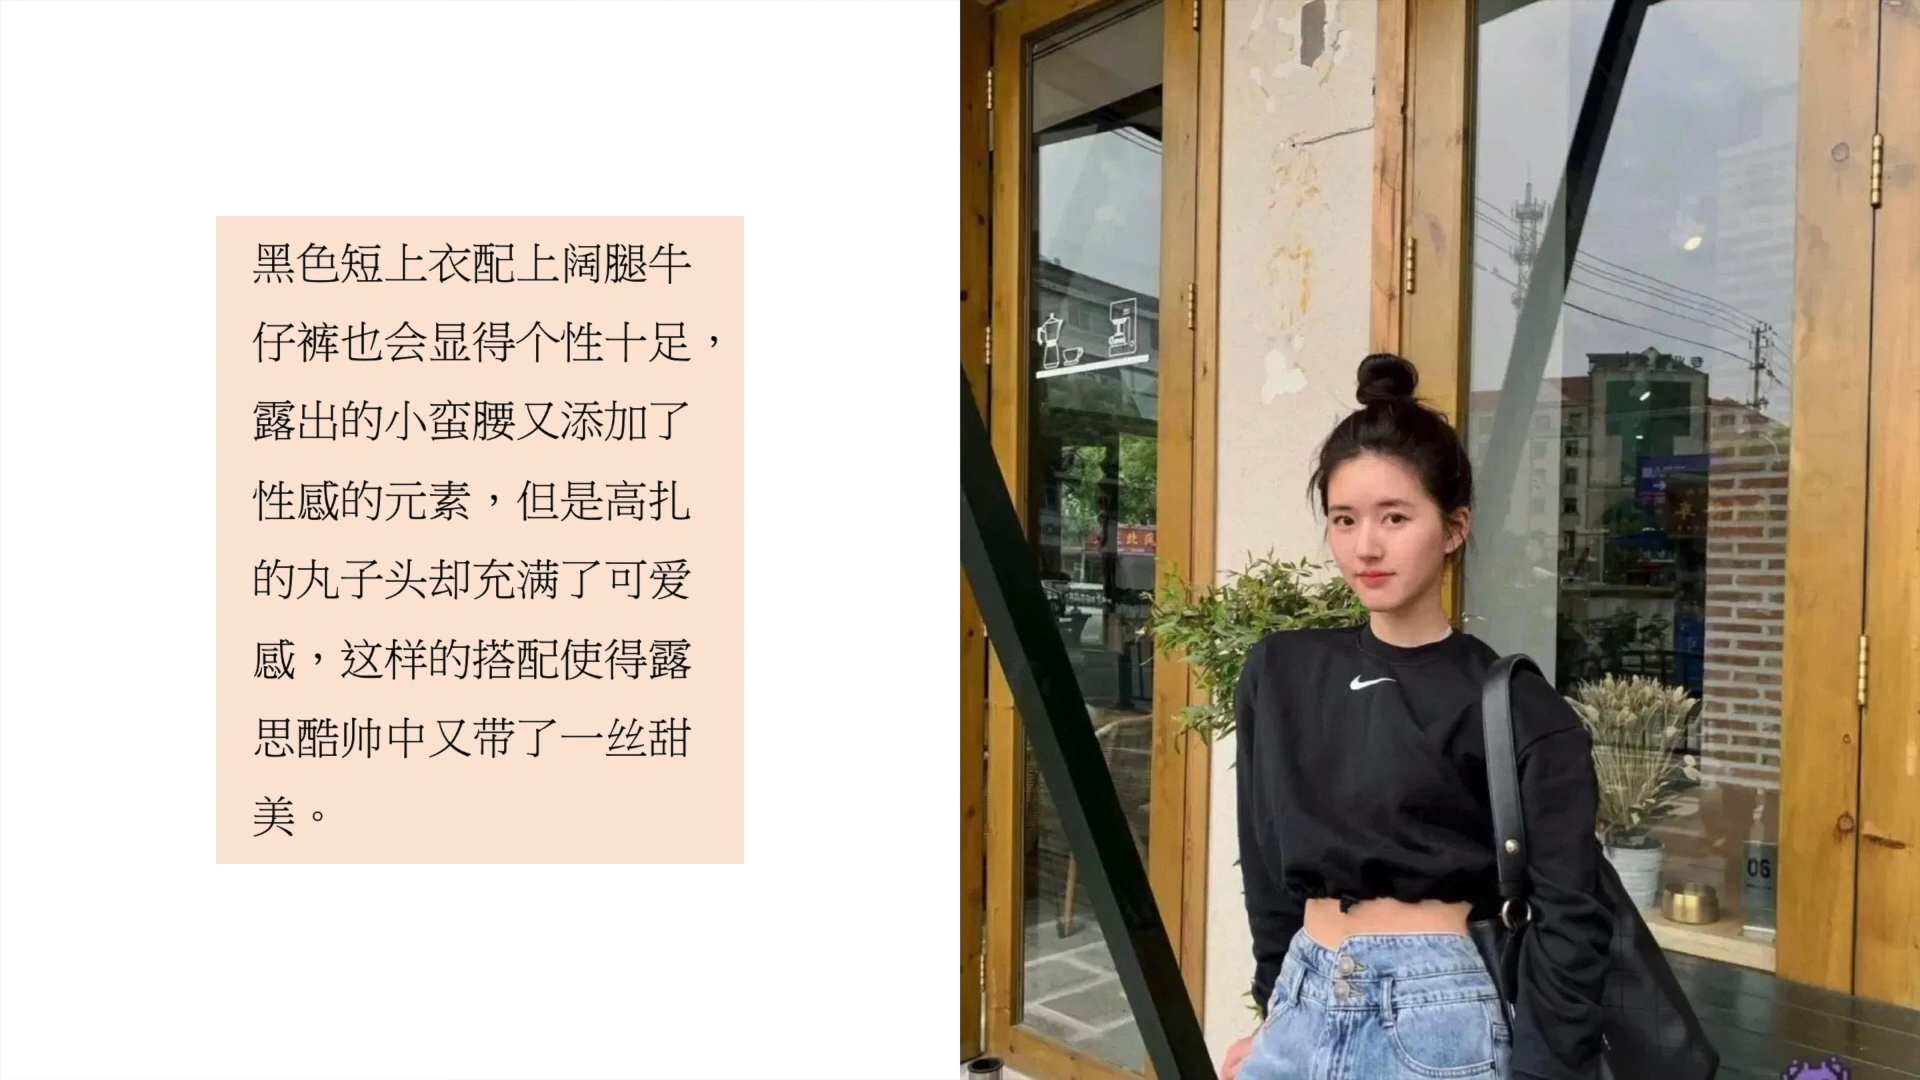 黑色短上衣配上阔腿牛
仔裤也会显得个性十足，
露出的小蛮腰又添加了
性感的元素，但是高扎
的丸子头却充满了可爱
感，这样的搭配使得露
思酷帅中又带了一丝甜
美。
06